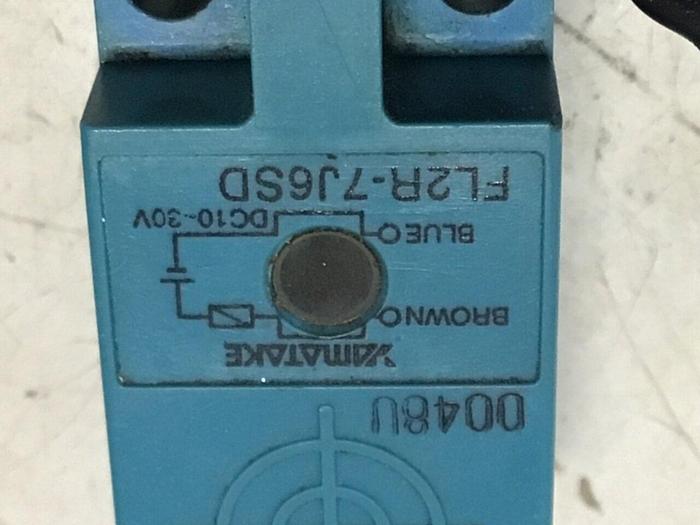 0048U
YAMATAKE
BROWN
BLUE
DC10-30V
FL2R-7J6SD